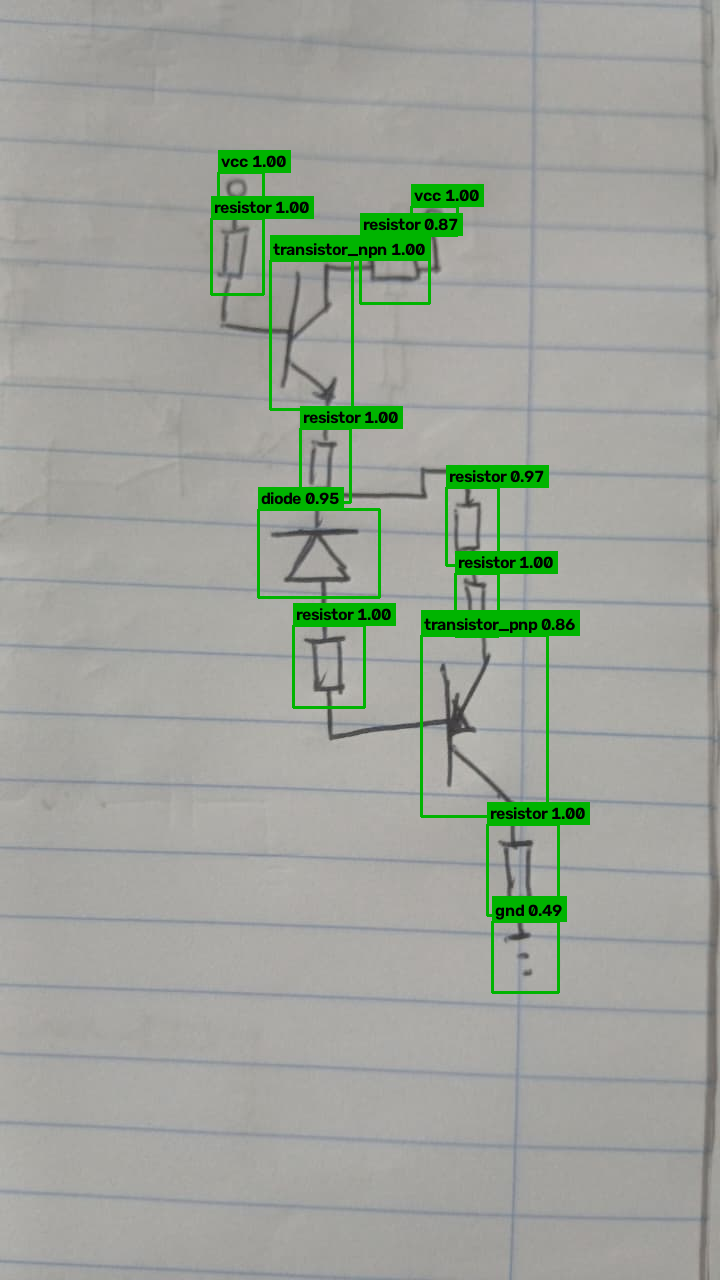 vcc 1.00
vcc 1.00
resistor 1.00
resistor 0.87
transistor_npn 1.00
resistor 1.00
resistor 0.97
diode 0.95
resistor 1.00
resistor 1.00
transistor_pnp 0.86
resistor 1.00
gnd 0.49